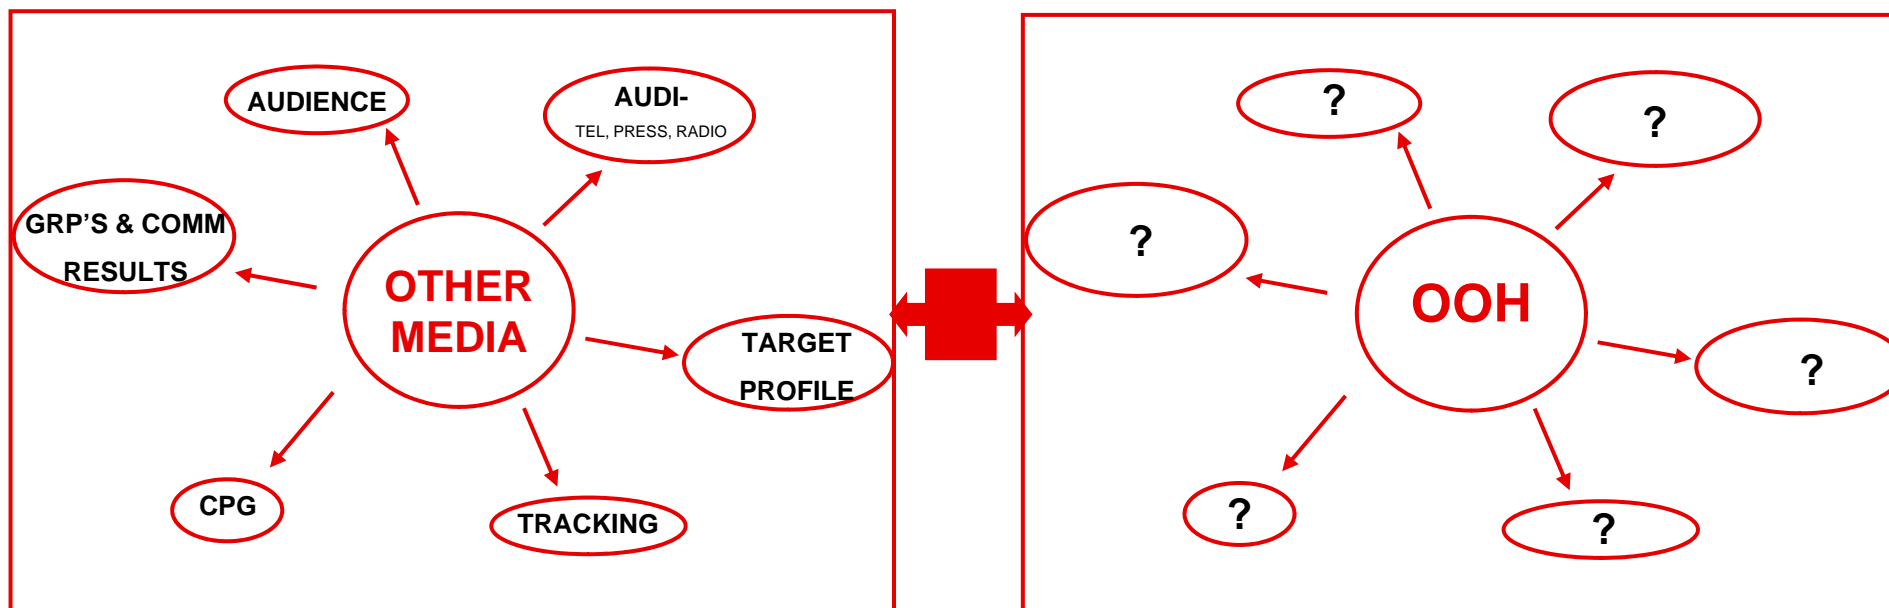 AUDIENCE
AUDI-
TEL, PRESS, RADIO
GRP'S & COMM
RESULTS
OTHER
MEDIA
TARGET
PROFILE
CPG
TRACKING
?
?
?
OOH
?
?
?